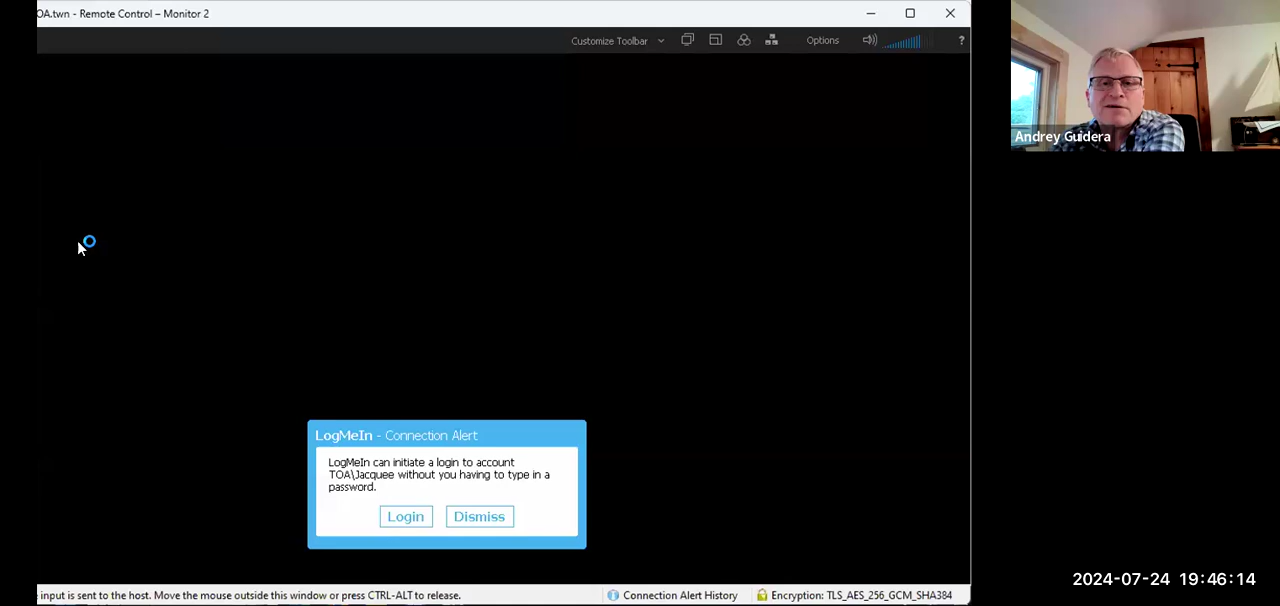 OA.twn - Remote Control – Monitor 2
Customize Toolbar
Options
?
Andrey Guidera
LogMeIn - Connection Alert
LogMeIn can initiate a login to account
TOA\Jacquee without you having to type in a
password.
Login Dismiss
input is sent to the host. Move the mouse outside this window or press CTRL-ALT to release.
Connection Alert History
Encryption: TLS_AES_256_GCM_SHA384
2024-07-24 19:46:14